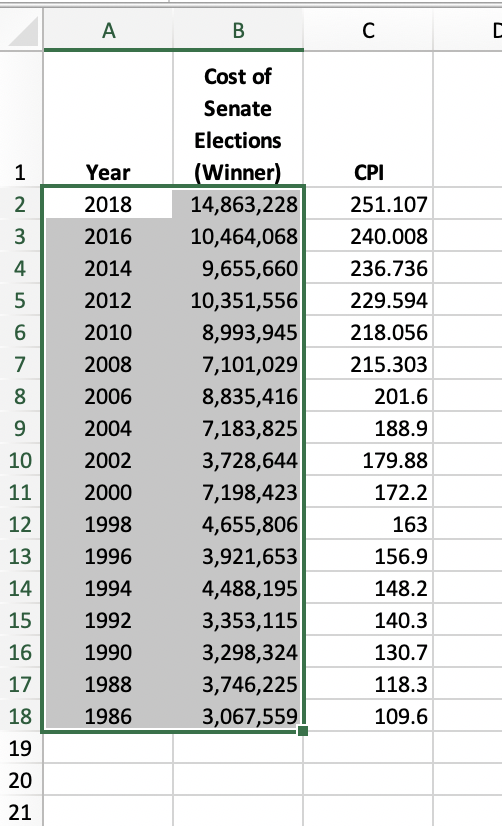 A B C D
Cost of
Senate
Elections
1 Year (Winner) CPI
2 2018 14,863,228 251.107
3 2016 10,464,068 240.008
4 2014 9,655,660 236.736
5 2012 10,351,556 229.594
6 2010 8,993,945 218.056
7 2008 7,101,029 215.303
8 2006 8,835,416 201.6
9 2004 7,183,825 188.9
10 2002 3,728,644 179.88
11 2000 7,198,423 172.2
12 1998 4,655,806 163
13 1996 3,921,653 156.9
14 1994 4,488,195 148.2
15 1992 3,353,115 140.3
16 1990 3,298,324 130.7
17 1988 3,746,225 118.3
18 1986 3,067,559 109.6
19
20
21